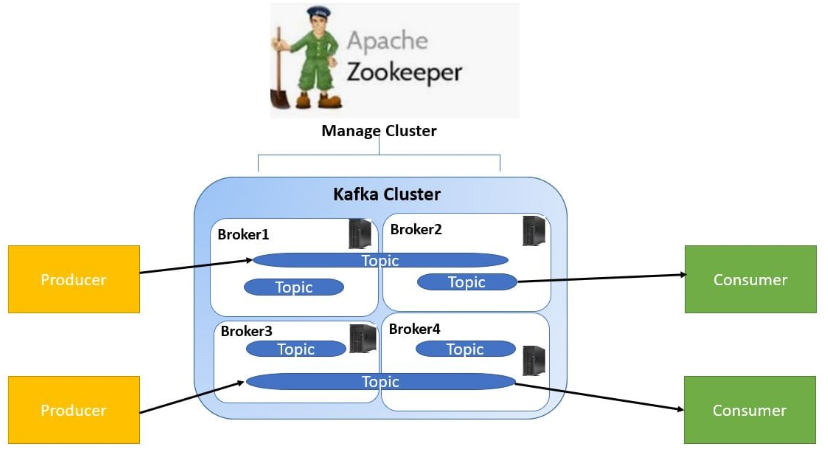 Apache
Zookeeper
Manage Cluster
Kafka Cluster
Broker1
Broker2
Topic
Topic
Topic
Producer
Consumer
Broker3
Broker4
Topic
Topic
Topic
Producer
Consumer